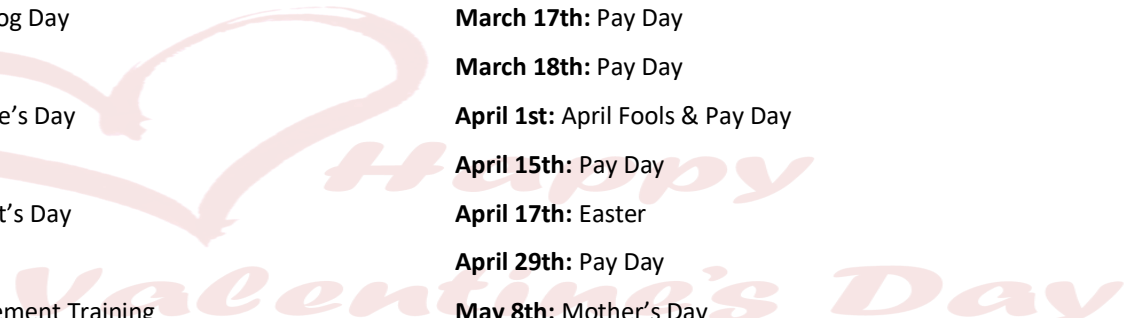 og Day
e's Day
t's Day
ement Training
March 17th: Pay Day
March 18th: Pay Day
April 1st: April Fools & Pay Day
April 15th: Pay Day
April 17th: Easter
April 29th: Pay Day
May 8th: Mother's Day
Happy
Valentine's Day